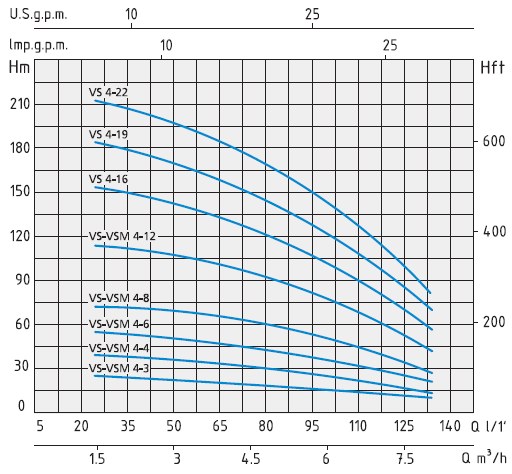 U.S.g.p.m. 10 25
lmp.g.p.m. 10 25
Hm Hft
VS 4-22
210
VS 4-19 600
180
VS 4-16
150
VS-VSM 4-12 400
120
90
VS-VSM 4-8
60 VS-VSM 4-6 200
VS-VSM 4-4
30 VS-VSM 4-3
0
5 20 35 50 65 80 95 110 125 140 Q l/1'
1.5 3 4.5 6 7.5 Q m³/h